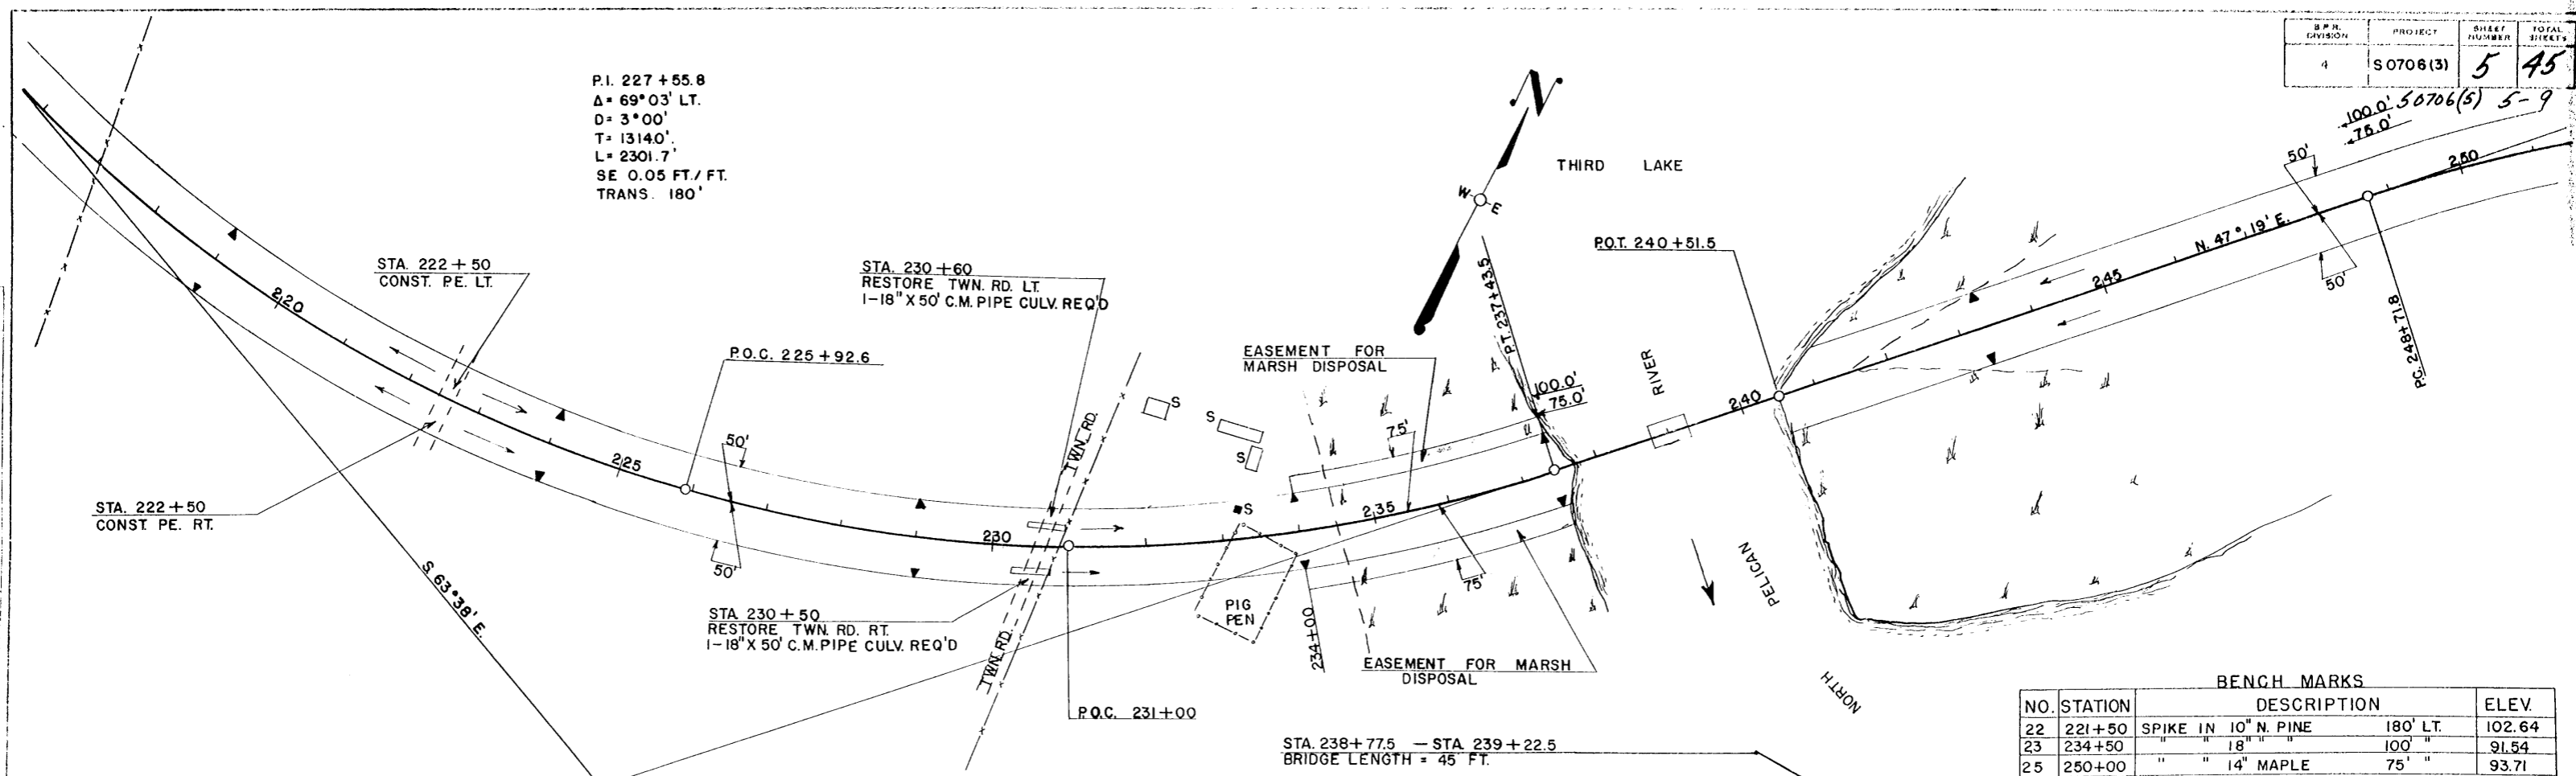 B.P.R. DIVISION PROJECT SHEET NUMBER TOTAL SHEETS
4 S 0706 (3) 5 45
S0706(5) 5-9
P.I. 227 + 55.8
Δ = 69° 03' LT.
D = 3° 00'
T = 1314.0'
L = 2301.7'
SE 0.05 FT./ FT.
TRANS. 180'
N
W E
THIRD LAKE
100.0'
75.0'
50'
250
N. 47° 19' E.
50'
245
P.C. 248+71.8
P.O.T. 240 + 51.5
P.T. 237+43.5
STA. 222 + 50
CONST. PE. LT.
220
STA. 230 + 60
RESTORE TWN. RD. LT.
1-18" X 50' C.M. PIPE CULV. REQ'D
P.O.C. 225 + 92.6
EASEMENT FOR
MARSH DISPOSAL
100.0'
75.0'
RIVER
240
TWN. RD.
S
S
S
S
75'
50'
225
50'
STA. 222 + 50
CONST. PE. RT.
230
235
75'
S 63° 38' E.
STA. 230 + 50
RESTORE TWN. RD. RT.
1-18" X 50' C.M. PIPE CULV. REQ'D
PIG
PEN
234+00
TWN. RD.
EASEMENT FOR MARSH
DISPOSAL
PELICAN
NORTH
P.O.C. 231+00
STA. 238+77.5 — STA. 239+22.5
BRIDGE LENGTH = 45 FT.
BENCH MARKS
NO. STATION DESCRIPTION ELEV.
22 221+50 SPIKE IN 10" N. PINE 180' LT. 102.64
23 234+50 " " 18" " " 100' " 91.54
25 250+00 " " 14" MAPLE 75' " 93.71